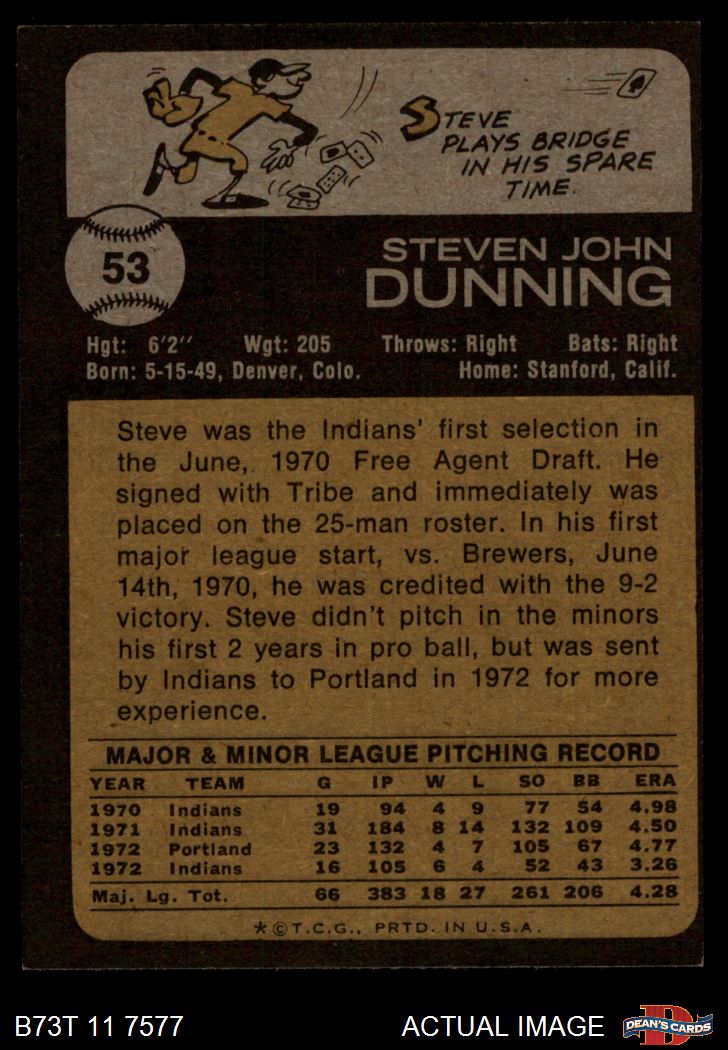 STEVE
PLAYS BRIDGE
IN HIS SPARE
TIME.
53
STEVEN JOHN
DUNNING
Hgt: 6'2" Wgt: 205 Throws: Right Bats: Right
Born: 5-15-49, Denver, Colo. Home: Stanford, Calif.
Steve was the Indians' first selection in
the June, 1970 Free Agent Draft. He
signed with Tribe and immediately was
placed on the 25-man roster. In his first
major league start, vs. Brewers, June
14th, 1970, he was credited with the 9-2
victory. Steve didn't pitch in the minors
his first 2 years in pro ball, but was sent
by Indians to Portland in 1972 for more
experience.
MAJOR & MINOR LEAGUE PITCHING RECORD
YEAR TEAM G IP W L SO BB ERA
1970 Indians 19 94 4 9 77 54 4.98
1971 Indians 31 184 8 14 132 109 4.50
1972 Portland 23 132 4 7 105 67 4.77
1972 Indians 16 105 6 4 52 43 3.26
Maj. Lg. Tot. 66 383 18 27 261 206 4.28
*©T.C.G., PRTD. IN U.S.A.
B73T 11 7577 ACTUAL IMAGE DEAN'S CARDS